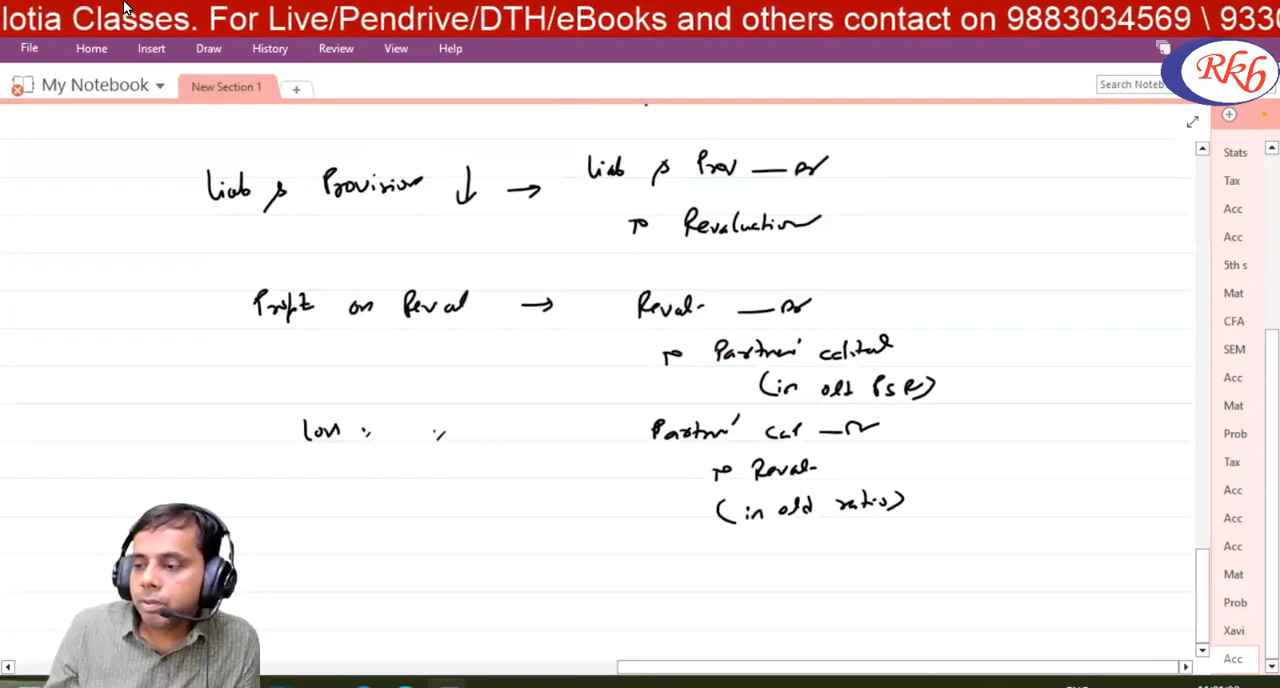 lotia Classes. For Live/Pendrive/DTH/eBooks and others contact on 9883034569 \ 933
File Home Insert Draw History Review View Help
Rkb
My Notebook New Section 1 +
Search Noteb
Liab & Provision ↓ → Liab & Prov — Dr
To Revaluation
Profit on Reval → Reval — Dr
To Partners' capital
(in old PSR)
Loss " " Partners' cap — Dr
To Reval
(in old ratio)
Stats
Tax
Acc
Acc
5th s
Mat
CFA
SEM
Acc
Mat
Prob
Tax
Acc
Acc
Acc
Mat
Prob
Xavi
Acc